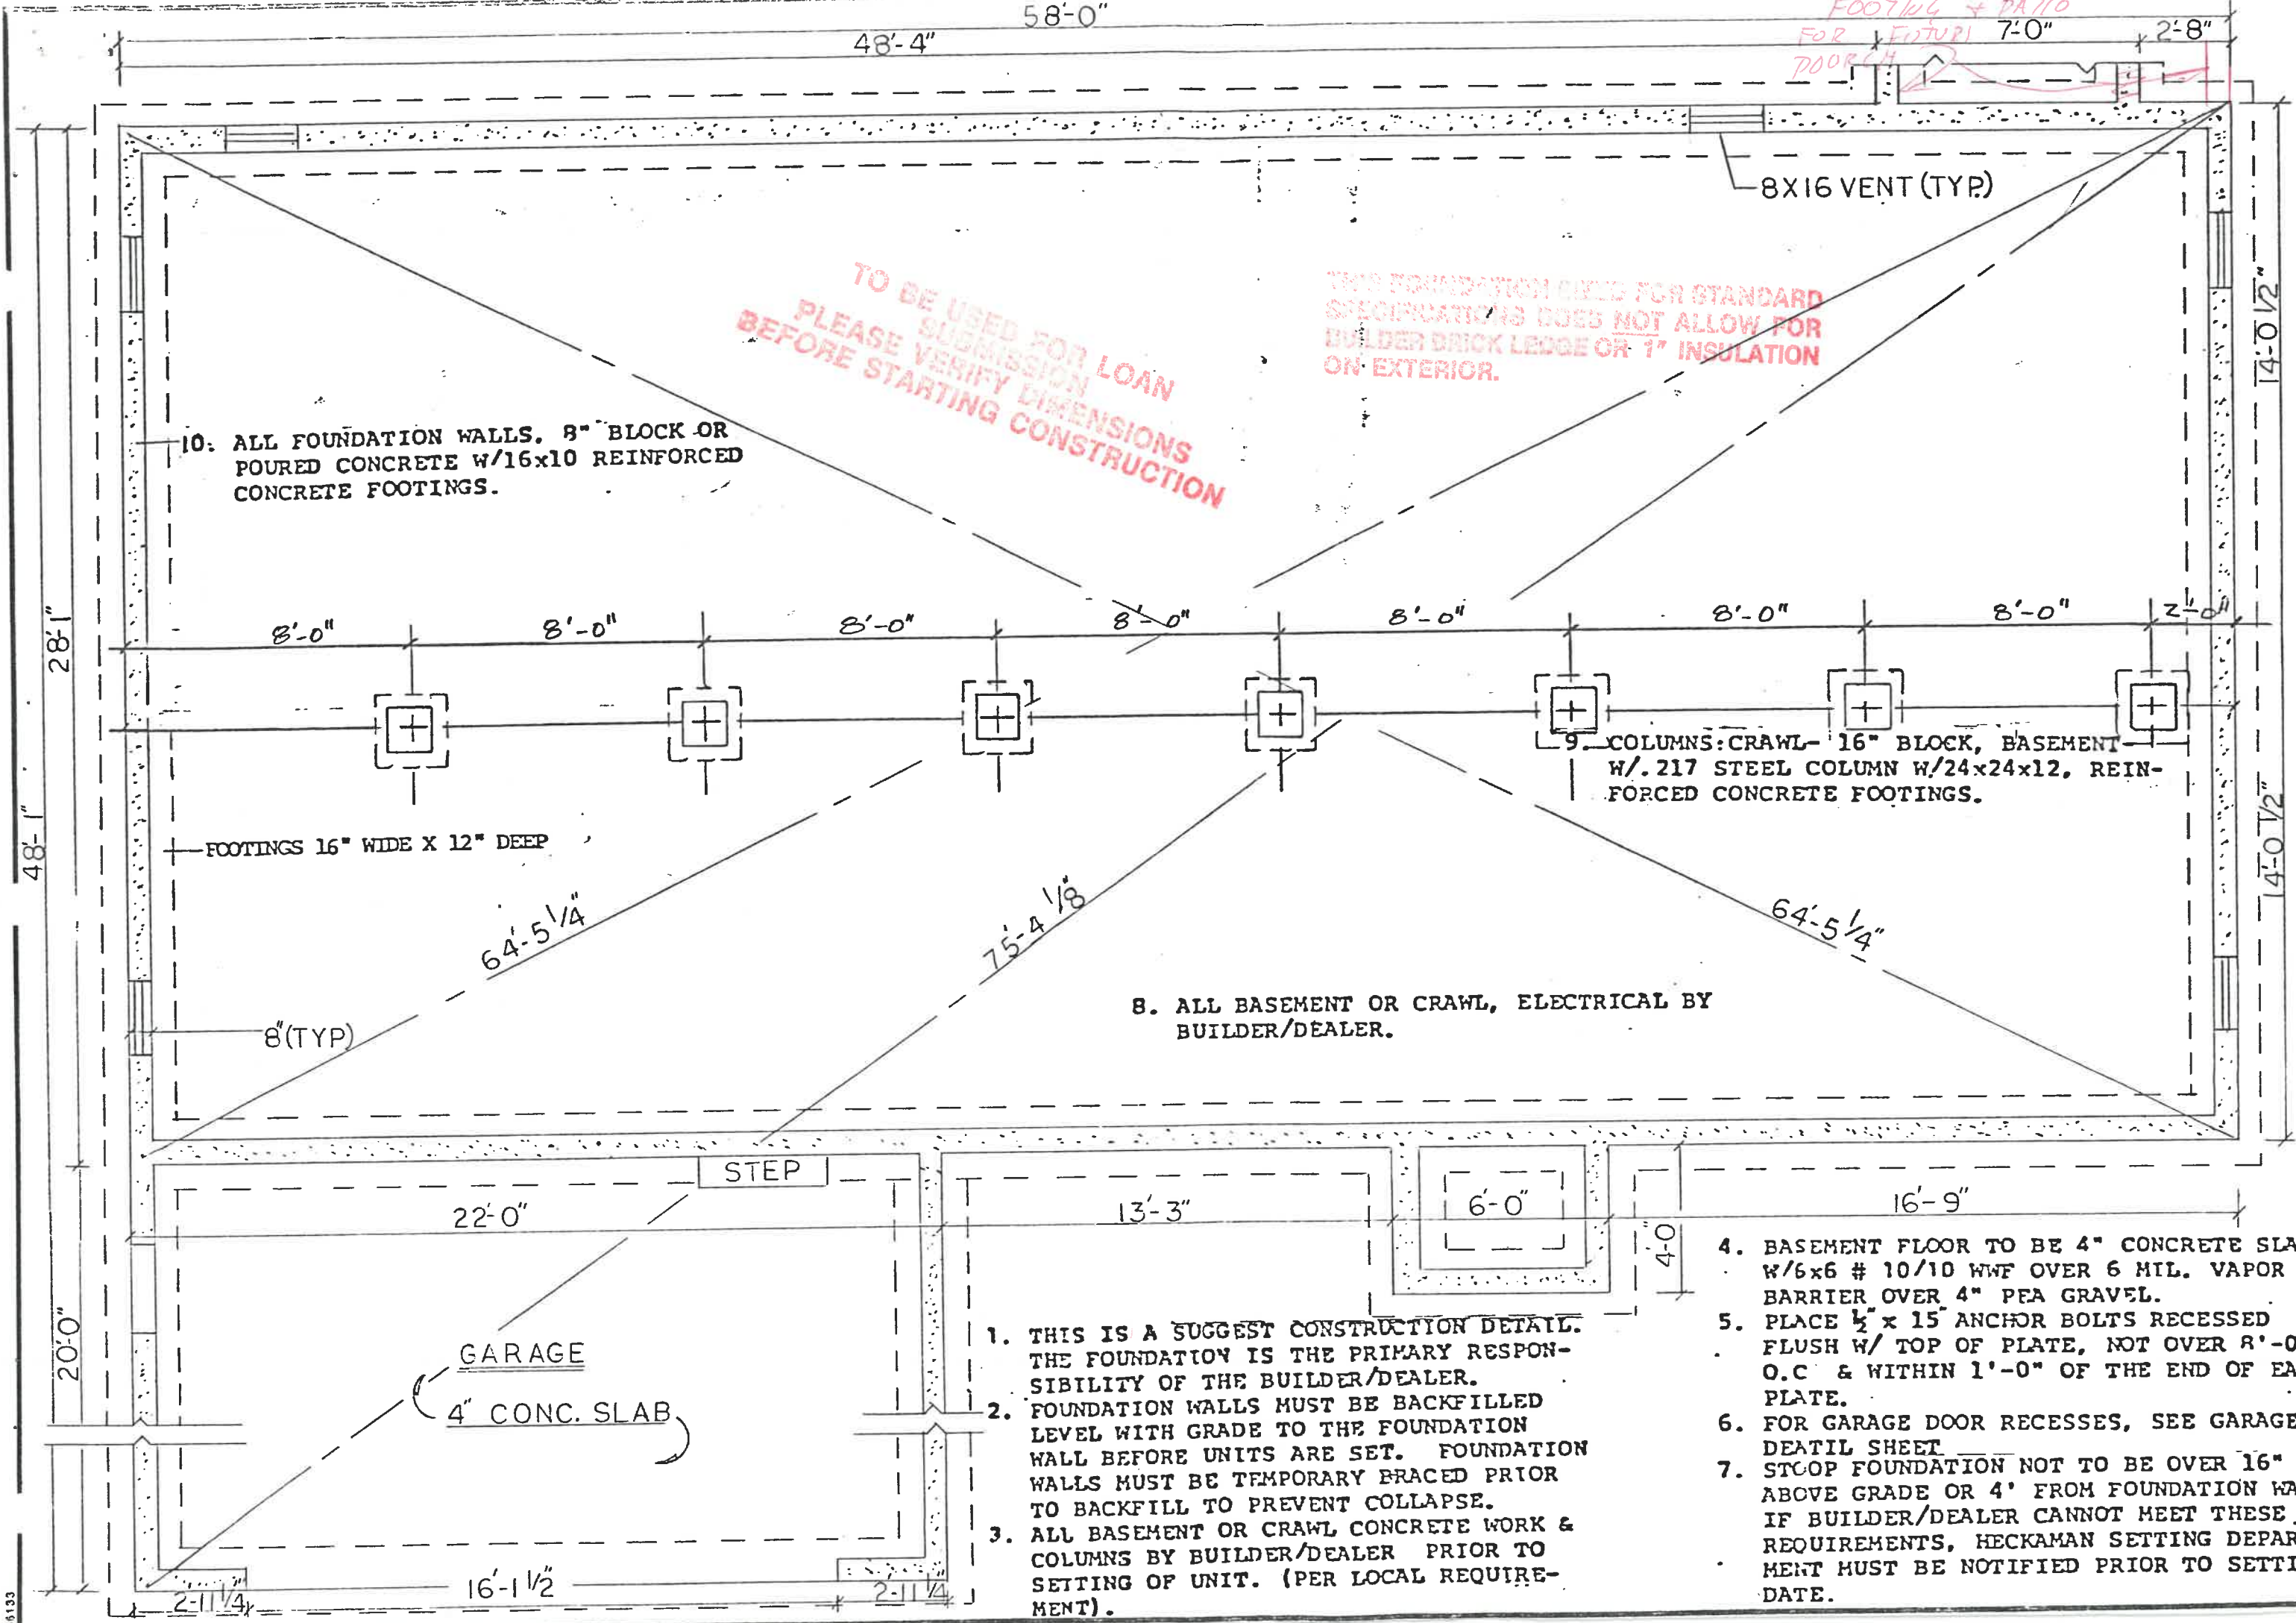 58'-0"
FOOTING + PATIO
FOR FUTURE
48'-4"
7'-0"
2'-8"
8X16 VENT (TYP.)
TO BE USED FOR LOAN
SUBMISSION
PLEASE VERIFY DIMENSIONS
BEFORE STARTING CONSTRUCTION
THIS FOUNDATION SIZED FOR STANDARD
SPECIFICATIONS DOES NOT ALLOW FOR
BUILDER BRICK LEDGE OR 1" INSULATION
ON EXTERIOR.
14'-0 1/2"
10. ALL FOUNDATION WALLS, 8" BLOCK OR
POURED CONCRETE W/16x10 REINFORCED
CONCRETE FOOTINGS.
28'-1"
8'-0"
8'-0"
8'-0"
8'-0"
8'-0"
8'-0"
8'-0"
2'-0"
9. COLUMNS: CRAWL- 16" BLOCK, BASEMENT
W/.217 STEEL COLUMN W/24x24x12, REIN-
FORCED CONCRETE FOOTINGS.
48'-1"
FOOTINGS 16" WIDE X 12" DEEP
14'-0 1/2"
64'-5 1/4"
75'-4 1/8"
64'-5 1/4"
8. ALL BASEMENT OR CRAWL, ELECTRICAL BY
BUILDER/DEALER.
8"(TYP)
STEP
22'-0"
13'-3"
6'-0"
16'-9"
4'-0"
20'-0"
GARAGE
4" CONC. SLAB
16'-1 1/2"
2-11 1/4
2-11 1/4
1. THIS IS A SUGGEST CONSTRUCTION DETAIL.
THE FOUNDATION IS THE PRIMARY RESPON-
SIBILITY OF THE BUILDER/DEALER.
2. FOUNDATION WALLS MUST BE BACKFILLED
LEVEL WITH GRADE TO THE FOUNDATION
WALL BEFORE UNITS ARE SET. FOUNDATION
WALLS MUST BE TEMPORARY BRACED PRIOR
TO BACKFILL TO PREVENT COLLAPSE.
3. ALL BASEMENT OR CRAWL CONCRETE WORK &
COLUMNS BY BUILDER/DEALER PRIOR TO
SETTING OF UNIT. (PER LOCAL REQUIRE-
MENT).
4. BASEMENT FLOOR TO BE 4" CONCRETE SLA
W/6x6 # 10/10 WWF OVER 6 MIL. VAPOR
BARRIER OVER 4" PEA GRAVEL.
5. PLACE ½" x 15" ANCHOR BOLTS RECESSED
FLUSH W/ TOP OF PLATE, NOT OVER 8'-0
O.C & WITHIN 1'-0" OF THE END OF EA
PLATE.
6. FOR GARAGE DOOR RECESSES, SEE GARAGE
DEATIL SHEET
7. STOOP FOUNDATION NOT TO BE OVER 16"
ABOVE GRADE OR 4' FROM FOUNDATION WA
IF BUILDER/DEALER CANNOT MEET THESE
REQUIREMENTS, HECKAMAN SETTING DEPAR
MENT MUST BE NOTIFIED PRIOR TO SETTI
DATE.
6133